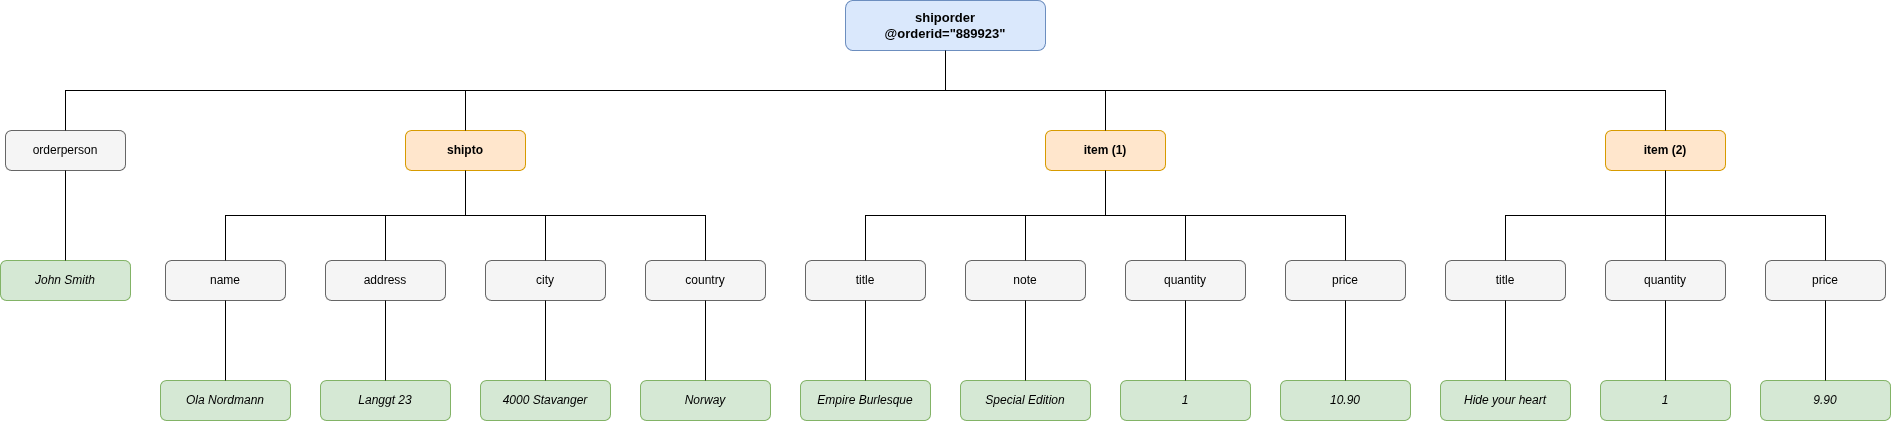 shiporder
@orderid="889923"
orderperson
shipto
item (1)
item (2)
John Smith
name
address
city
country
title
note
quantity
price
title
quantity
price
Ola Nordmann
Langgt 23
4000 Stavanger
Norway
Empire Burlesque
Special Edition
1
10.90
Hide your heart
1
9.90